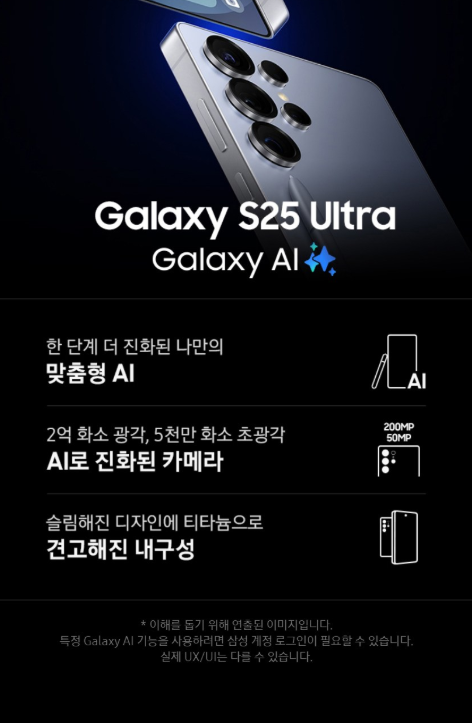 Galaxy S25 Ultra
Galaxy AI
한 단계 더 진화된 나만의
맞춤형 AI
AI
2억 화소 광각, 5천만 화소 초광각
AI로 진화된 카메라
200MP
50MP
슬림해진 디자인에 티타늄으로
견고해진 내구성
* 이해를 돕기 위해 연출된 이미지입니다.
특정 Galaxy AI 기능을 사용하려면 삼성 계정 로그인이 필요할 수 있습니다.
실제 UX/UI는 다를 수 있습니다.